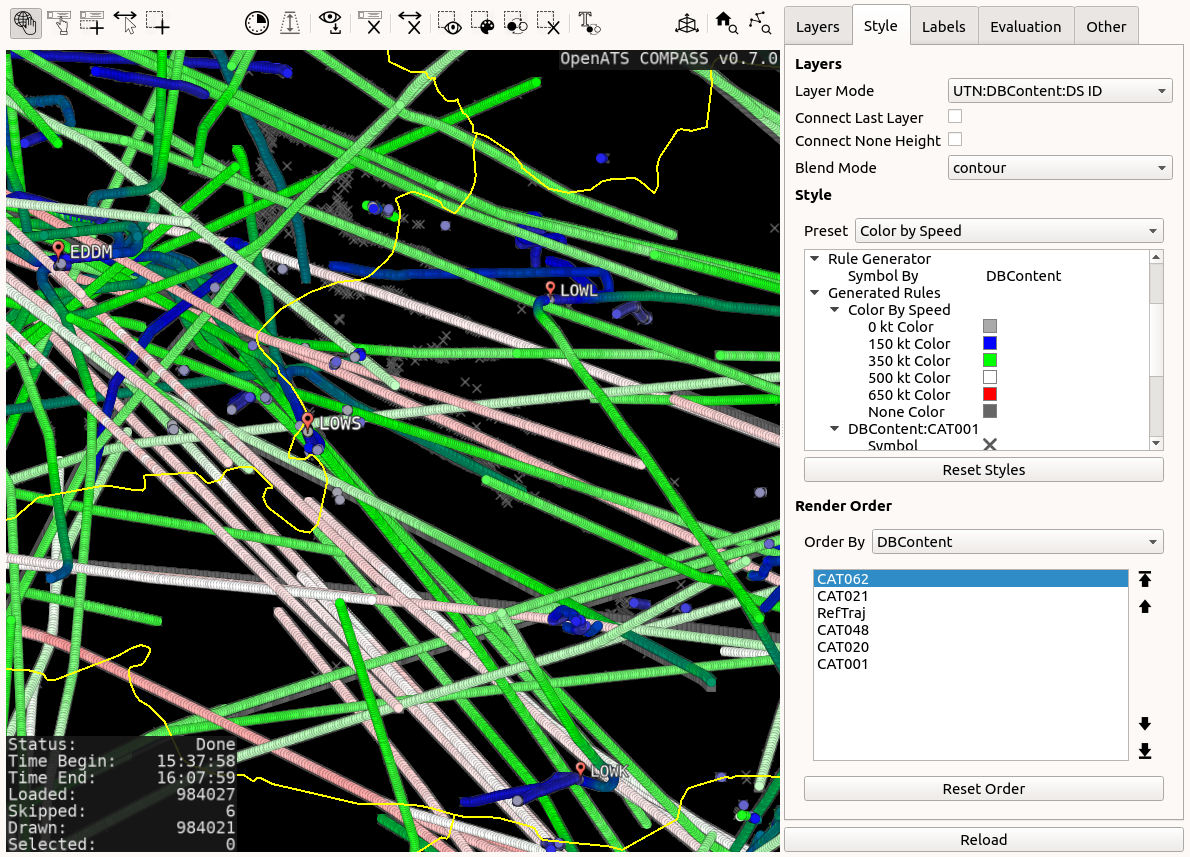 Layers Style Labels Evaluation Other
OpenATS COMPASS v0.7.0
EDDM
LOWL
LOWS
LOWK
Status: Done
Time Begin: 15:37:58
Time End: 16:07:59
Loaded: 984027
Skipped: 6
Drawn: 984021
Selected: 0
Layers
Layer Mode UTN:DBContent:DS ID
Connect Last Layer
Connect None Height
Blend Mode contour
Style
Preset Color by Speed
Rule Generator
Symbol By DBContent
Generated Rules
Color By Speed
0 kt Color
150 kt Color
350 kt Color
500 kt Color
650 kt Color
None Color
DBContent:CAT001
Symbol
Reset Styles
Render Order
Order By DBContent
CAT062
CAT021
RefTraj
CAT048
CAT020
CAT001
Reset Order
Reload